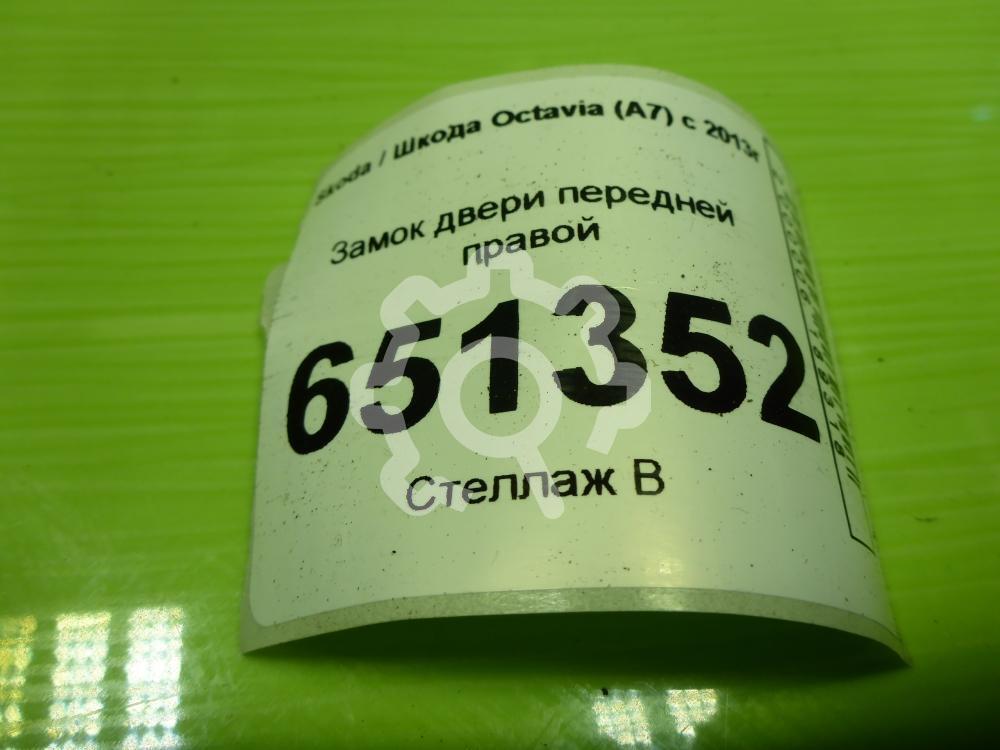 Skoda / Шкода Octavia (A7) с 2013г
Замок двери передней
правой
651352
Стеллаж В